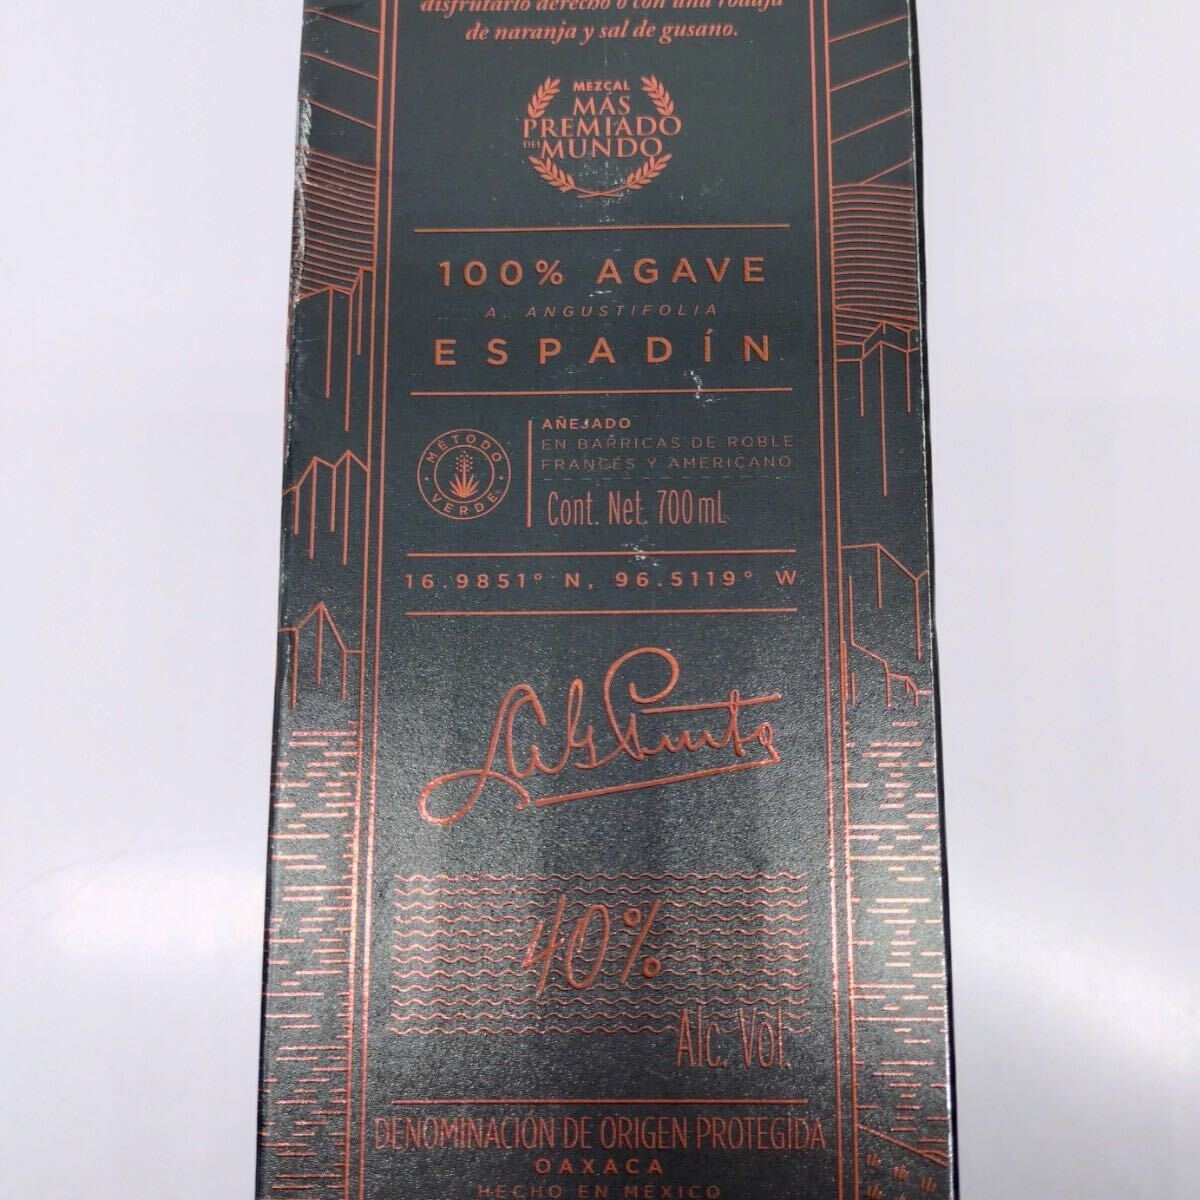 disfrutarlo derecho o con una rodaja
de naranja y sal de gusano.
MEZCAL
MÁS
PREMIADO
DEL MUNDO
100% AGAVE
A. ANGUSTIFOLIA
ESPADÍN
MÉTODO VERDE
AÑEJADO
EN BARRICAS DE ROBLE
FRANCÉS Y AMERICANO
Cont. Net. 700 mL
16.9851° N, 96.5119° W
40%
Alc. Vol.
DENOMINACIÓN DE ORIGEN PROTEGIDA
OAXACA
HECHO EN MÉXICO